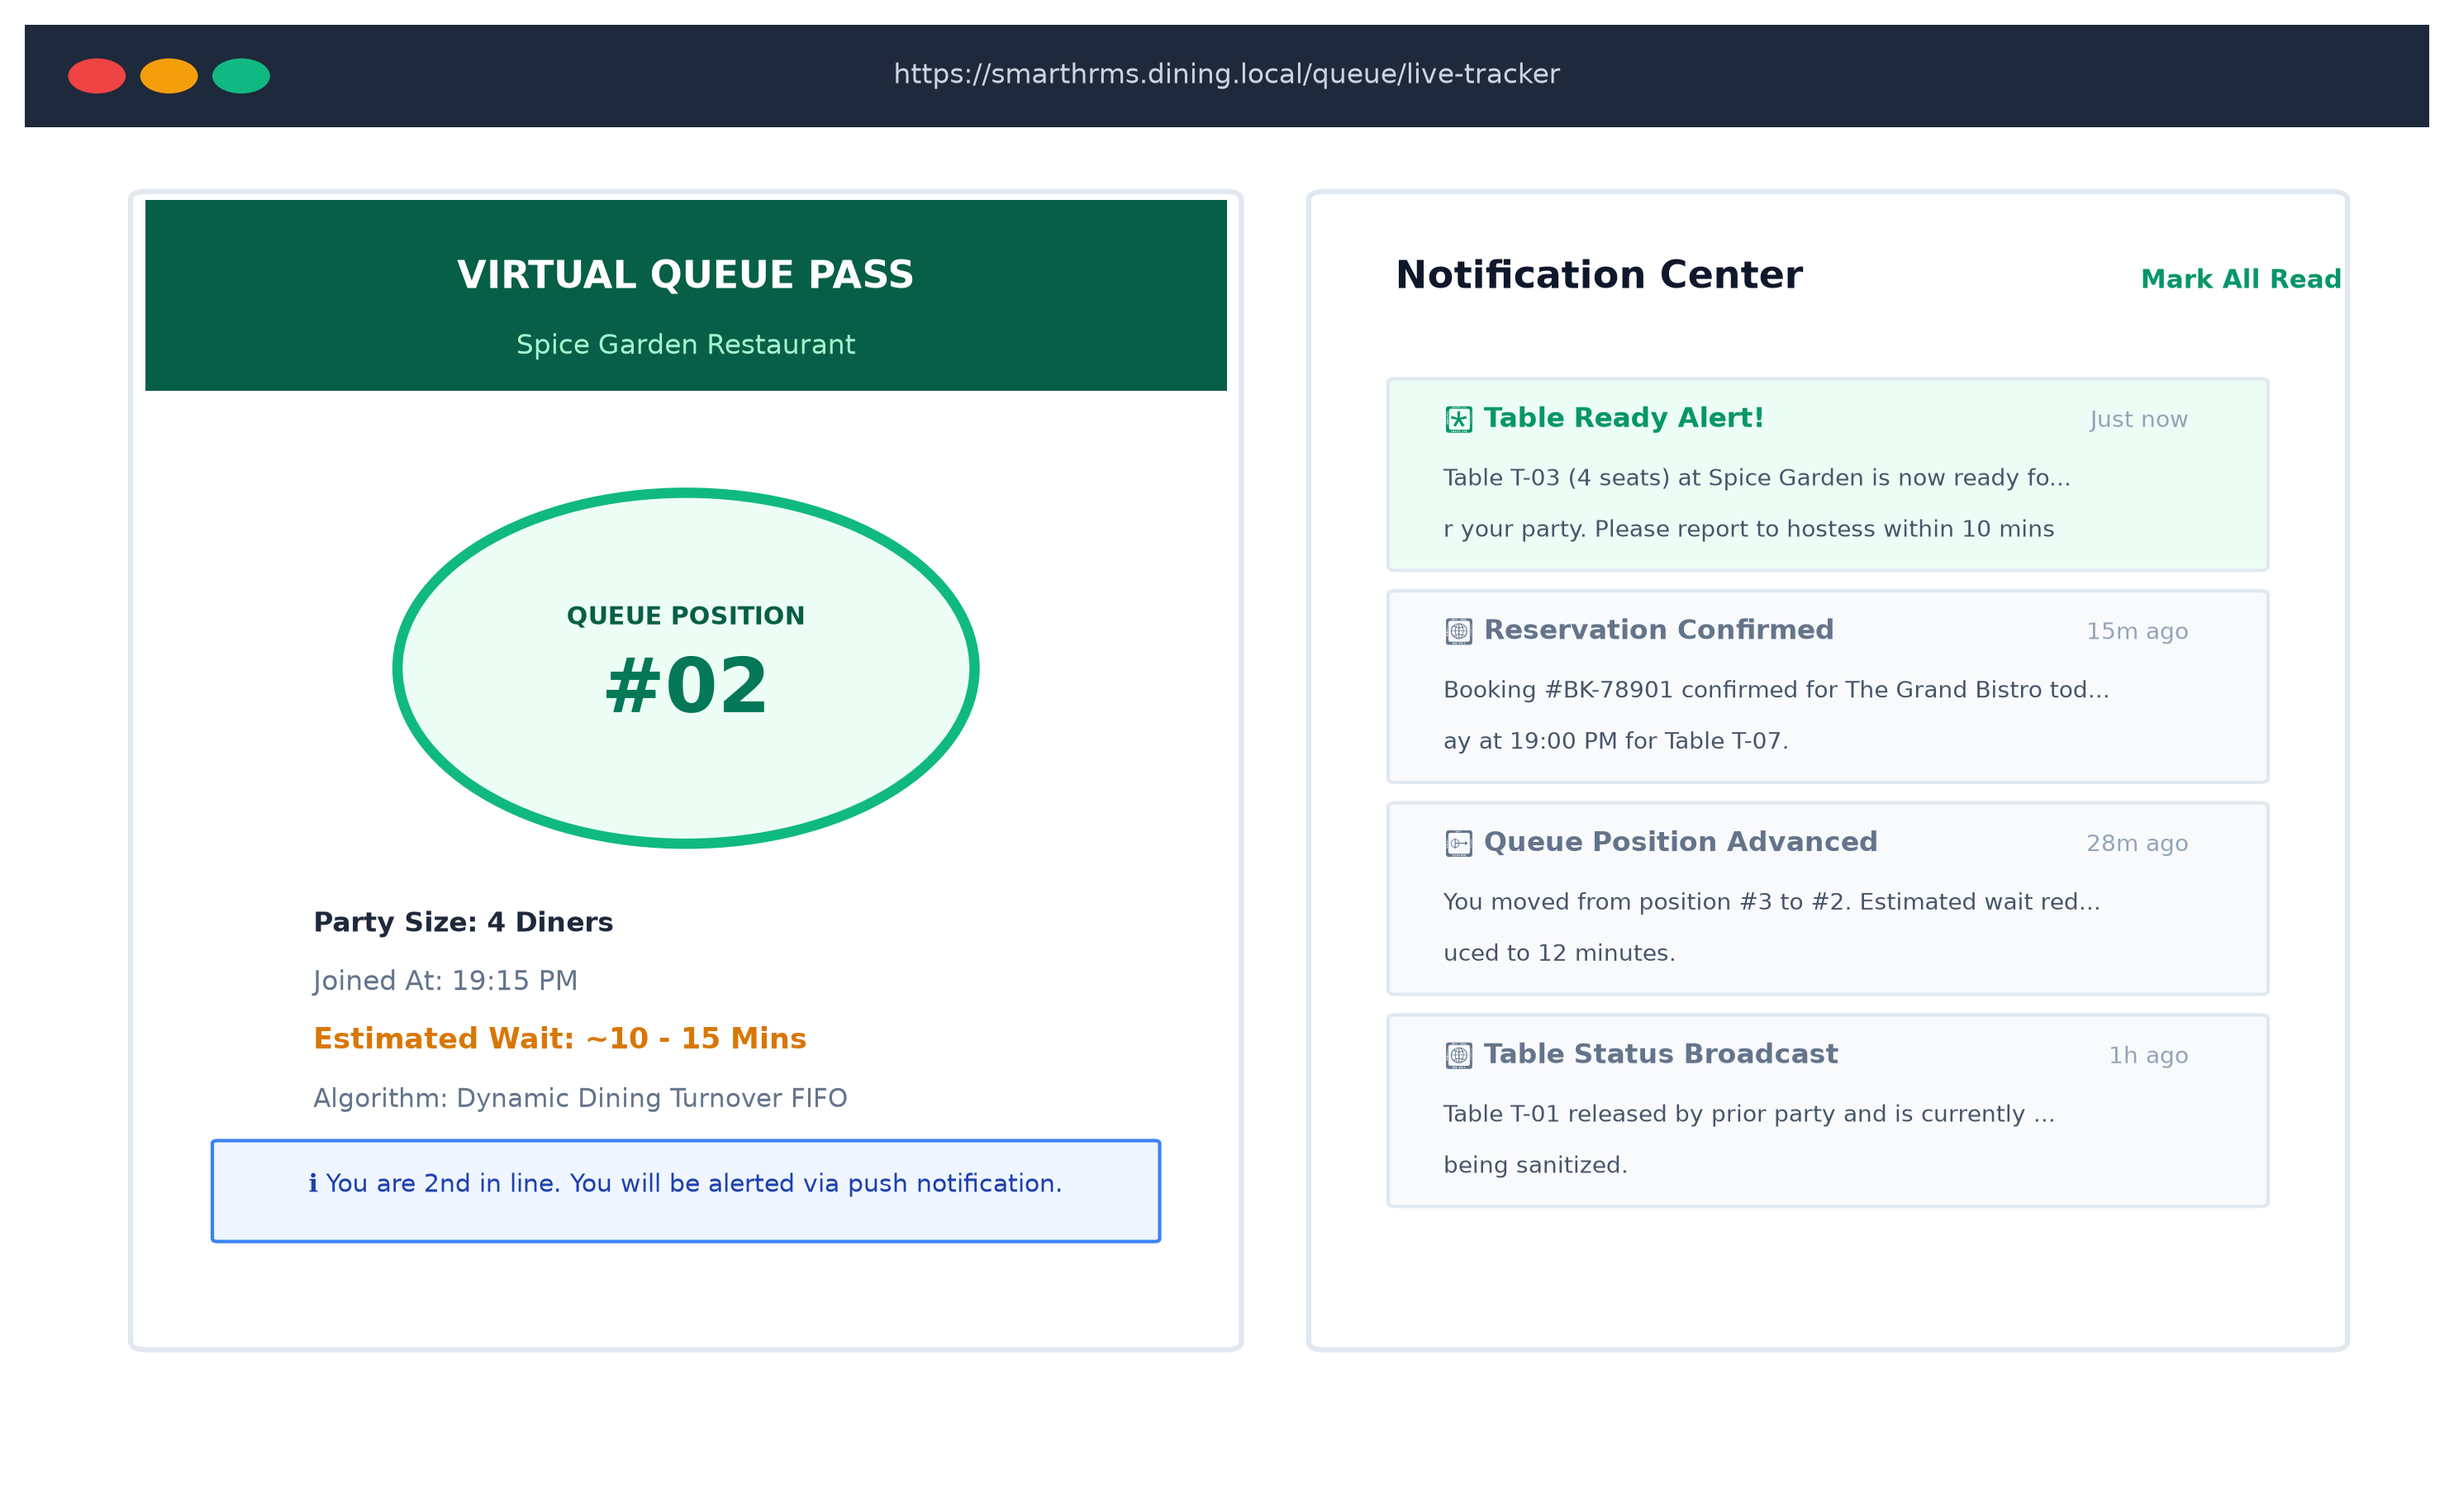 https://smarthrms.dining.local/queue/live-tracker
VIRTUAL QUEUE PASS
Spice Garden Restaurant
QUEUE POSITION
#02
Party Size: 4 Diners
Joined At: 19:15 PM
Estimated Wait: ~10 - 15 Mins
Algorithm: Dynamic Dining Turnover FIFO
ℹ You are 2nd in line. You will be alerted via push notification.
Notification Center
Mark All Read
Table Ready Alert!
Just now
Table T-03 (4 seats) at Spice Garden is now ready fo...
r your party. Please report to hostess within 10 mins
Reservation Confirmed
15m ago
Booking #BK-78901 confirmed for The Grand Bistro tod...
ay at 19:00 PM for Table T-07.
Queue Position Advanced
28m ago
You moved from position #3 to #2. Estimated wait red...
uced to 12 minutes.
Table Status Broadcast
1h ago
Table T-01 released by prior party and is currently ...
being sanitized.